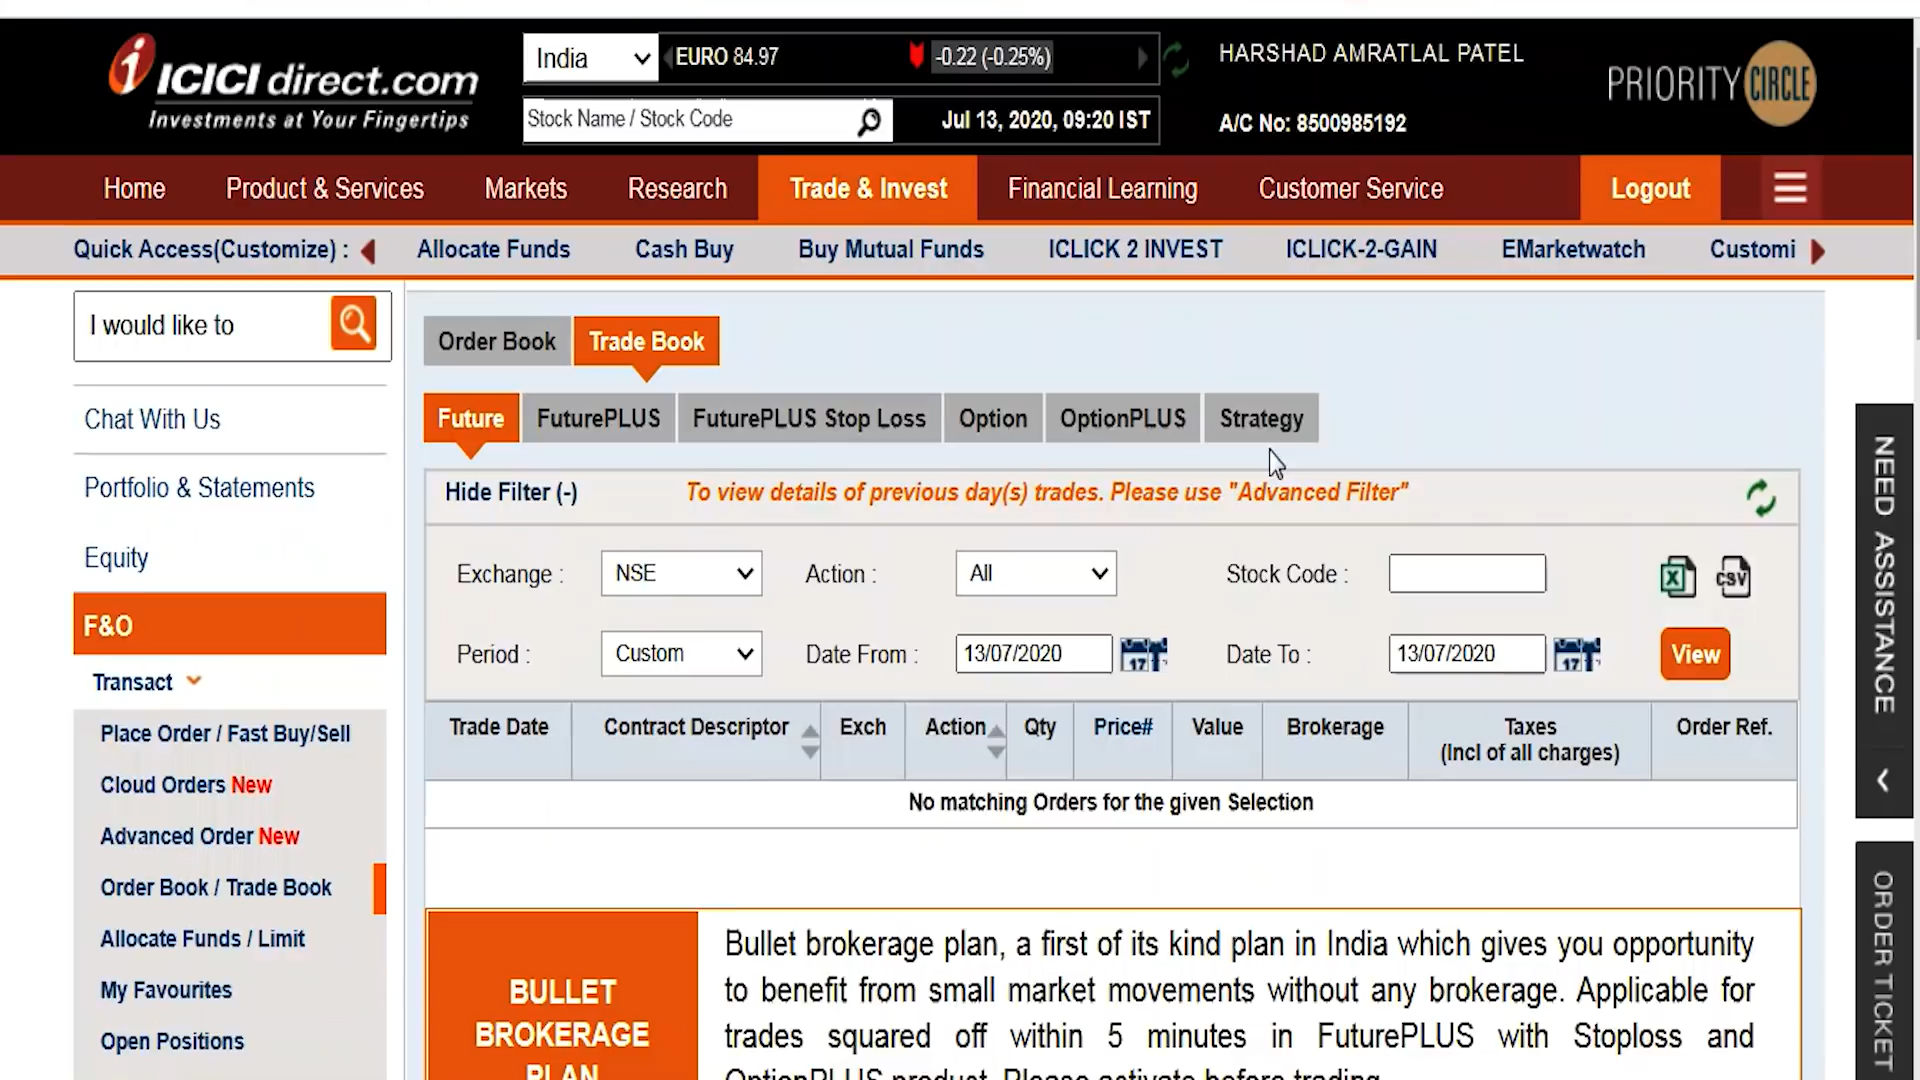 i ICICI direct.com
Investments at Your Fingertips
India
EURO 84.97
-0.22 (-0.25%)
Stock Name / Stock Code
Jul 13, 2020, 09:20 IST
HARSHAD AMRATLAL PATEL
A/C No: 8500985192
PRIORITY CIRCLE
Home
Product & Services
Markets
Research
Trade & Invest
Financial Learning
Customer Service
Logout
Quick Access(Customize) :
Allocate Funds
Cash Buy
Buy Mutual Funds
ICLICK 2 INVEST
ICLICK-2-GAIN
EMarketwatch
Customi
I would like to
Chat With Us
Portfolio & Statements
Equity
F&O
Transact
Place Order / Fast Buy/Sell
Cloud Orders New
Advanced Order New
Order Book / Trade Book
Allocate Funds / Limit
My Favourites
Open Positions
Order Book
Trade Book
Future
FuturePLUS
FuturePLUS Stop Loss
Option
OptionPLUS
Strategy
Hide Filter (-)
To view details of previous day(s) trades. Please use "Advanced Filter"
Exchange :
NSE
Action :
All
Stock Code :
X
CSV
Period :
Custom
Date From :
13/07/2020
17
Date To :
13/07/2020
17
View
Trade Date
Contract Descriptor
Exch
Action
Qty
Price#
Value
Brokerage
Taxes
(Incl of all charges)
Order Ref.
No matching Orders for the given Selection
BULLET
BROKERAGE
PLAN
Bullet brokerage plan, a first of its kind plan in India which gives you opportunity
to benefit from small market movements without any brokerage. Applicable for
trades squared off within 5 minutes in FuturePLUS with Stoploss and
OptionPLUS product. Please activate before trading.
NEED ASSISTANCE
ORDER TICKET